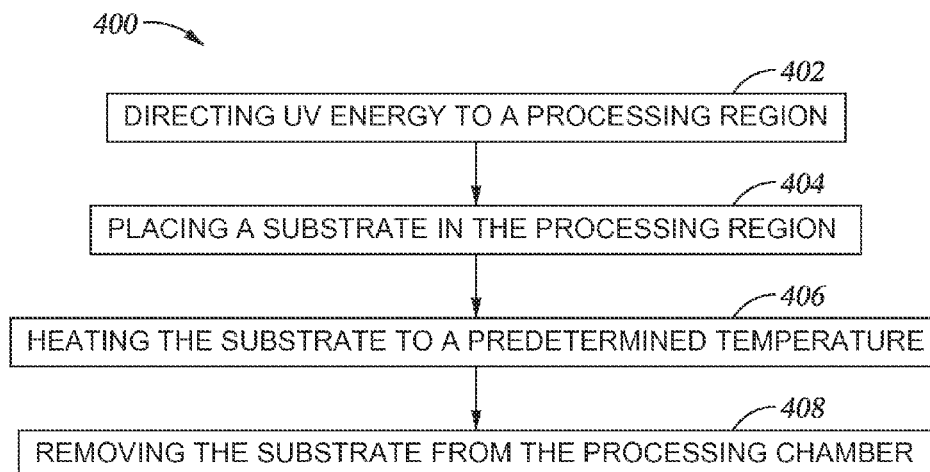 400
402
DIRECTING UV ENERGY TO A PROCESSING REGION
404
PLACING A SUBSTRATE IN THE PROCESSING REGION
406
HEATING THE SUBSTRATE TO A PREDETERMINED TEMPERATURE
408
REMOVING THE SUBSTRATE FROM THE PROCESSING CHAMBER